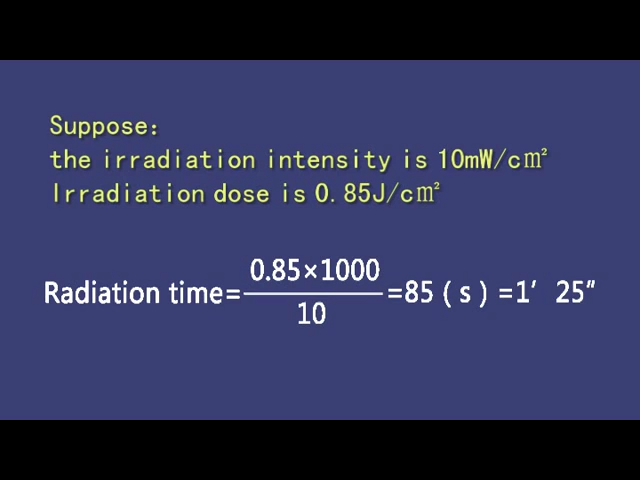 Suppose:
the irradiation intensity is 10mW/c㎡
Irradiation dose is 0.85J/c㎡
Radiation time= 0.85×1000 / 10 =85 ( s ) =1′ 25″